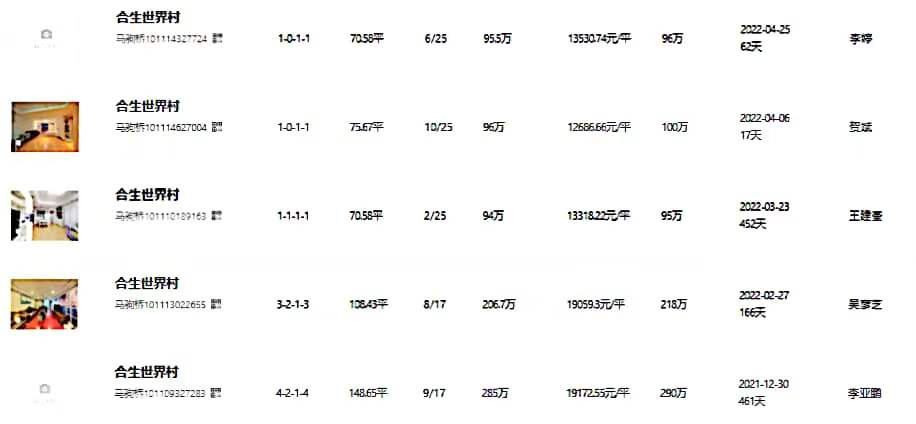 合生世界村
马驹桥101114327724
1-0-1-1 70.58平 6/25 95.5万 13530.74元/平 96万 2022-04-25 李婷
62天
合生世界村
马驹桥101114627004
1-0-1-1 75.67平 10/25 96万 12686.66元/平 100万 2022-04-06 贺斌
17天
合生世界村
马驹桥101110189163
1-1-1-1 70.58平 2/25 94万 13318.22元/平 95万 2022-03-23 王建奎
452天
合生世界村
马驹桥101113022655
3-2-1-3 108.43平 8/17 206.7万 19059.3元/平 218万 2022-02-27 吴梦芝
166天
合生世界村
马驹桥101109327283
4-2-1-4 148.65平 9/17 285万 19172.55元/平 290万 2021-12-30 李亚鹏
461天